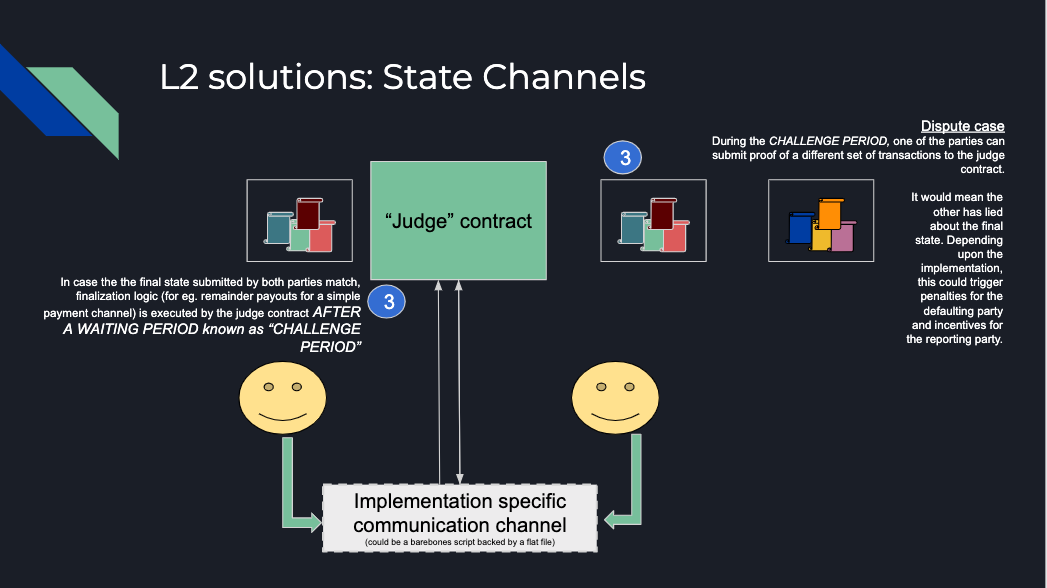 L2 solutions: State Channels
Dispute case
During the CHALLENGE PERIOD, one of the parties can
submit proof of a different set of transactions to the judge
contract.
3
“Judge” contract
It would mean the
other has lied
about the final
state. Depending
upon the
implementation,
this could trigger
penalties for the
defaulting party
and incentives for
the reporting party.
In case the the final state submitted by both parties match,
finalization logic (for eg. remainder payouts for a simple
payment channel) is executed by the judge contract AFTER
A WAITING PERIOD known as “CHALLENGE
PERIOD”
3
Implementation specific
communication channel
(could be a barebones script backed by a flat file)